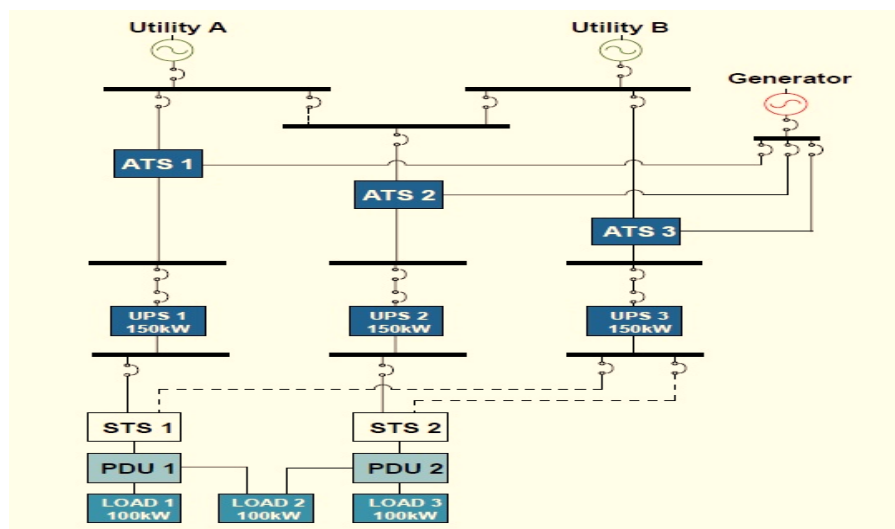 Utility A
Utility B
Generator
ATS 1
ATS 2
ATS 3
UPS 1
150kW
UPS 2
150kW
UPS 3
150kW
STS 1
STS 2
PDU 1
PDU 2
LOAD 1
100kW
LOAD 2
100kW
LOAD 3
100kW